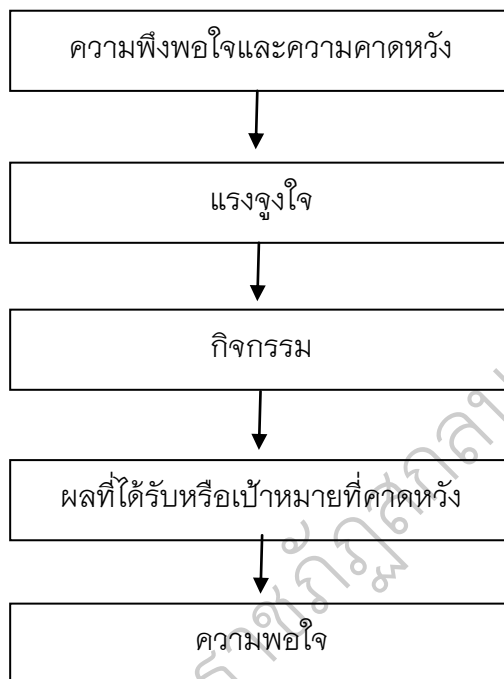 ความพึงพอใจและความคาดหวัง
แรงจูงใจ
กิจกรรม
ผลที่ได้รับหรือเป้าหมายที่คาดหวัง
ความพอใจ